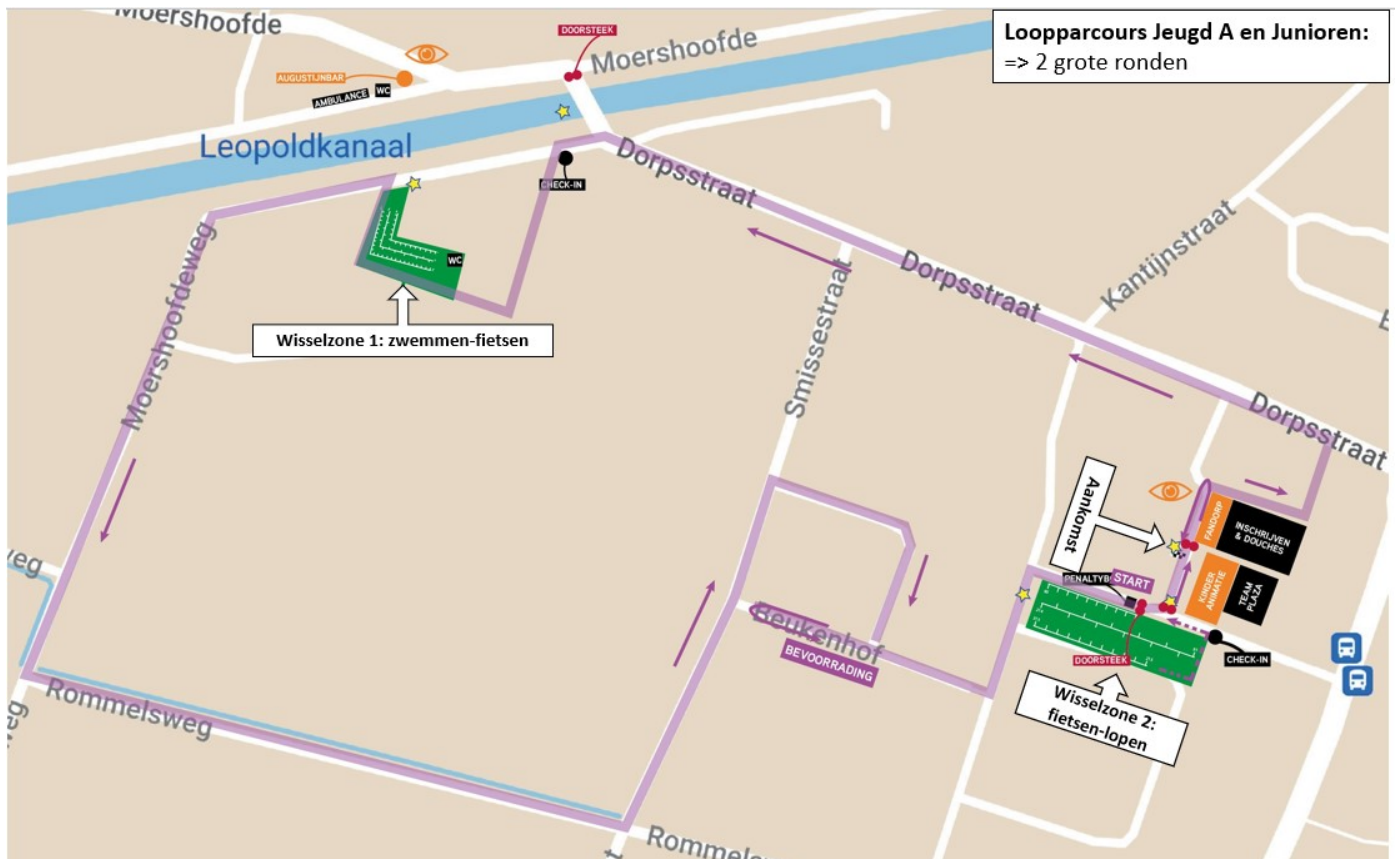 Moershoofde
DOORSTEEK
Moershoofde
Loopparcours Jeugd A en Junioren:
=> 2 grote ronden
AUGUSTIJNBAR
AMBULANCE WC
Leopoldkanaal
CHECK-IN
Dorpsstraat
Kantijnstraat
Dorpsstraat
WC
Wisselzone 1: zwemmen-fietsen
Moershoofdeweg
Smissestraat
Dorpsstraat
Aankomst
FANDORP
INSCHRIJVEN
& DOUCHES
START
KINDER
ANIMATIE
TEAM
PLAZA
Beukenhof
BEVOORRADING
DOORSTEEK
CHECK-IN
Wisselzone 2:
fietsen-lopen
Rommelsweg